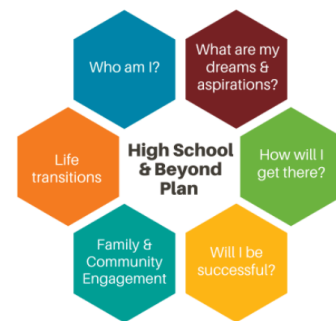 Who am I?
What are my
dreams &
aspirations?
How will I
get there?
Will I be
successful?
Family &
Community
Engagement
Life
transitions
High School
& Beyond
Plan